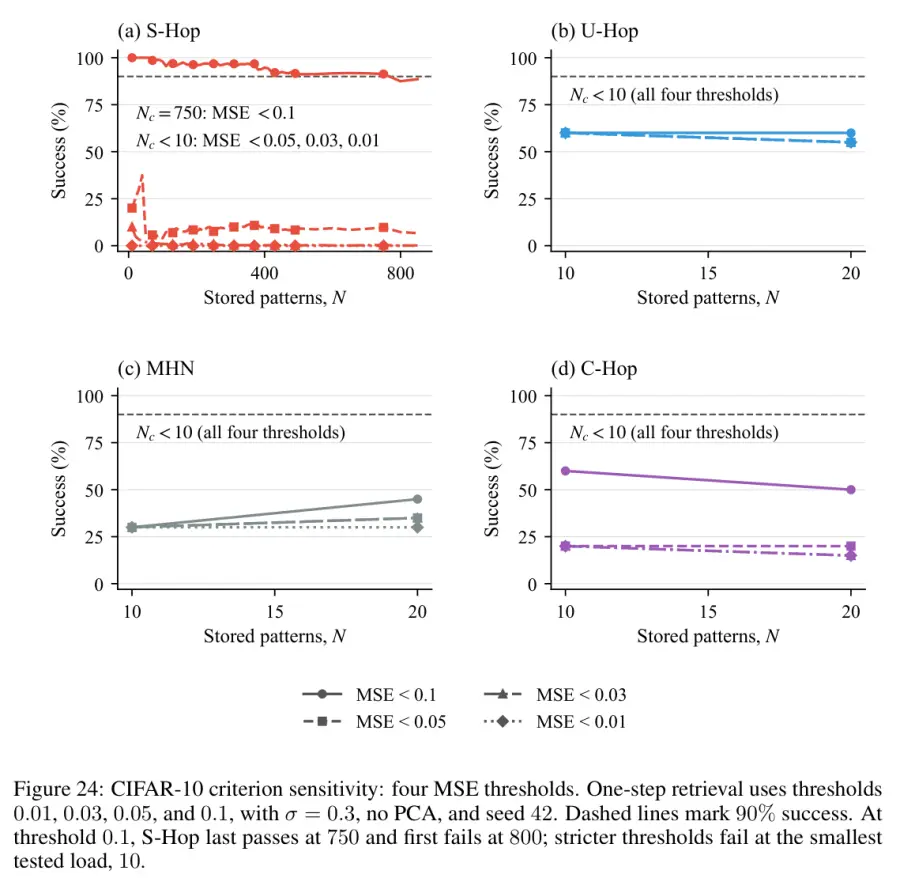 (a) S-Hop
100
75
50
25
0
Success (%)
N_c = 750: MSE < 0.1
N_c < 10: MSE < 0.05, 0.03, 0.01
0
400
800
Stored patterns, N
(b) U-Hop
100
75
50
25
0
Success (%)
N_c < 10 (all four thresholds)
10
15
20
Stored patterns, N
(c) MHN
100
75
50
25
0
Success (%)
N_c < 10 (all four thresholds)
10
15
20
Stored patterns, N
(d) C-Hop
100
75
50
25
0
Success (%)
N_c < 10 (all four thresholds)
10
15
20
Stored patterns, N
MSE < 0.1
MSE < 0.03
MSE < 0.05
MSE < 0.01
Figure 24: CIFAR-10 criterion sensitivity: four MSE thresholds. One-step retrieval uses thresholds
0.01, 0.03, 0.05, and 0.1, with σ = 0.3, no PCA, and seed 42. Dashed lines mark 90% success. At
threshold 0.1, S-Hop last passes at 750 and first fails at 800; stricter thresholds fail at the smallest
tested load, 10.